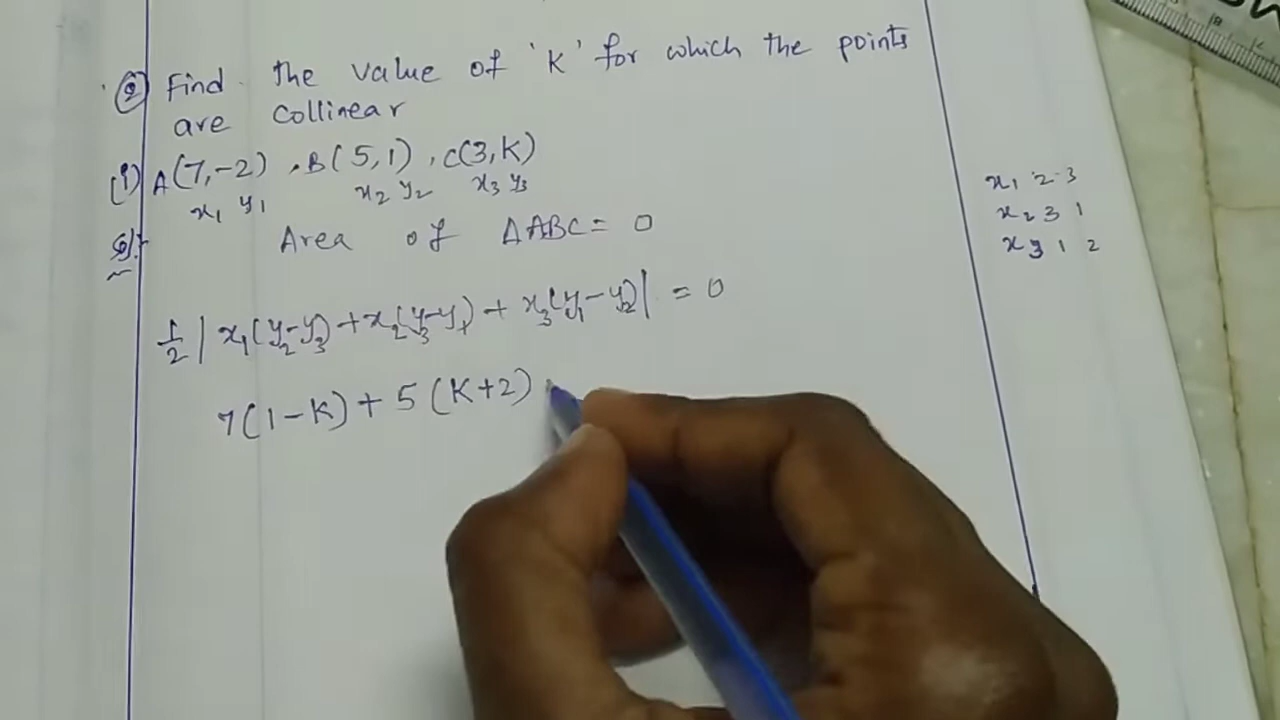 ② Find the value of 'K' for which the points
are collinear
(i) A(7,-2), B(5,1), C(3,K)
x₁ y₁ x₂ y₂ x₃ y₃
Sol:- Area of ΔABC = 0
1/2 | x₁(y₂-y₃)+x₂(y₃-y₁)+x₃(y₁-y₂)| = 0
7(1-K)+5(K+2)
x₁ 2 3
x₂ 3 1
x₃ 1 2